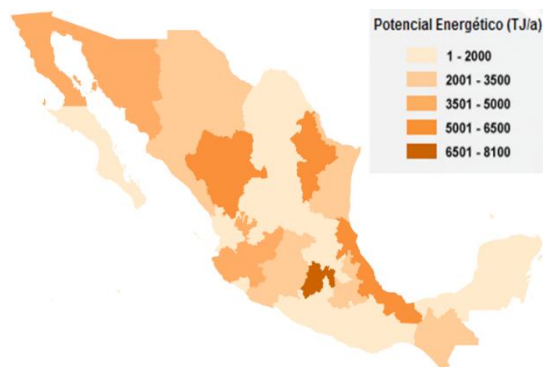 Potencial Energético (TJ/a)
1 - 2000
2001 - 3500
3501 - 5000
5001 - 6500
6501 - 8100